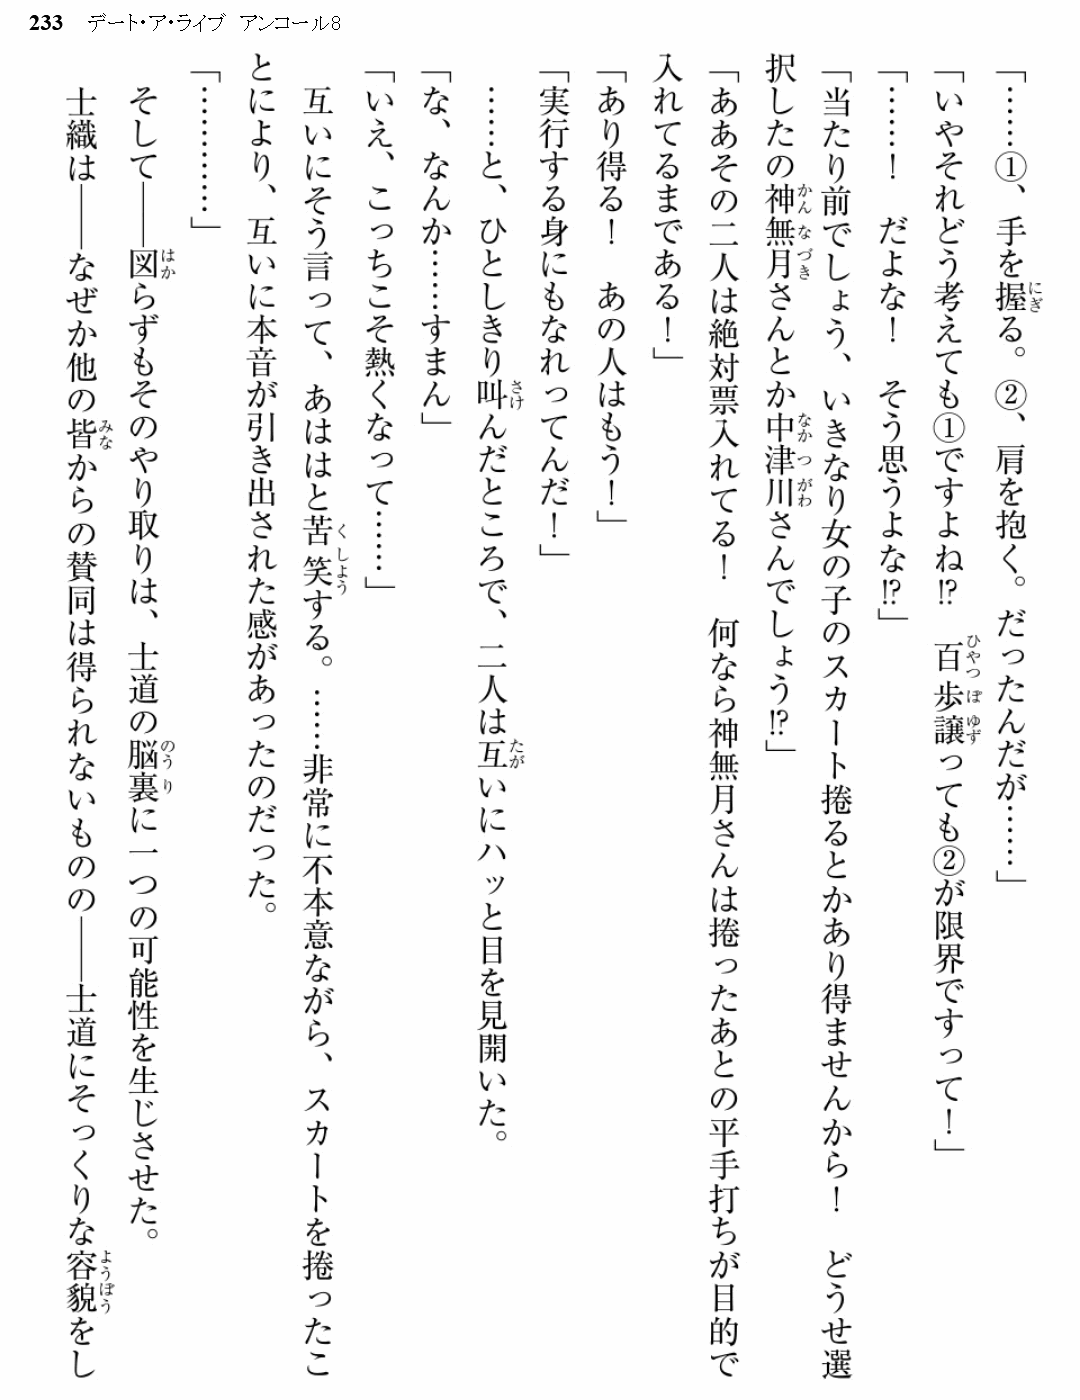 233 デート・ア・ライブ アンコール8
「……①、手を握る。②、肩を抱く。だったんだが……」
「いやそれどう考えても①ですよね⁉ 百歩譲っても②が限界ですって！」
「……！ だよな！ そう思うよな⁉」
「当たり前でしょう、いきなり女の子のスカート捲るとかあり得ませんから！ どうせ選
択したの神無月さんとか中津川さんでしょう⁉」
「ああその二人は絶対票入れてる！ 何なら神無月さんは捲ったあとの平手打ちが目的で
入れてるまである！」
「あり得る！ あの人はもう！」
「実行する身にもなれってんだ！」
……と、ひとしきり叫んだところで、二人は互いにハッと目を見開いた。
「な、なんか……すまん」
「いえ、こっちこそ熱くなって……」
互いにそう言って、あははと苦笑する。……非常に不本意ながら、スカートを捲ったこ
とにより、互いに本音が引き出された感があったのだった。
「…………」
そして――図らずもそのやり取りは、士道の脳裏に一つの可能性を生じさせた。
士織は――なぜか他の皆からの賛同は得られないものの――士道にそっくりな容貌をし